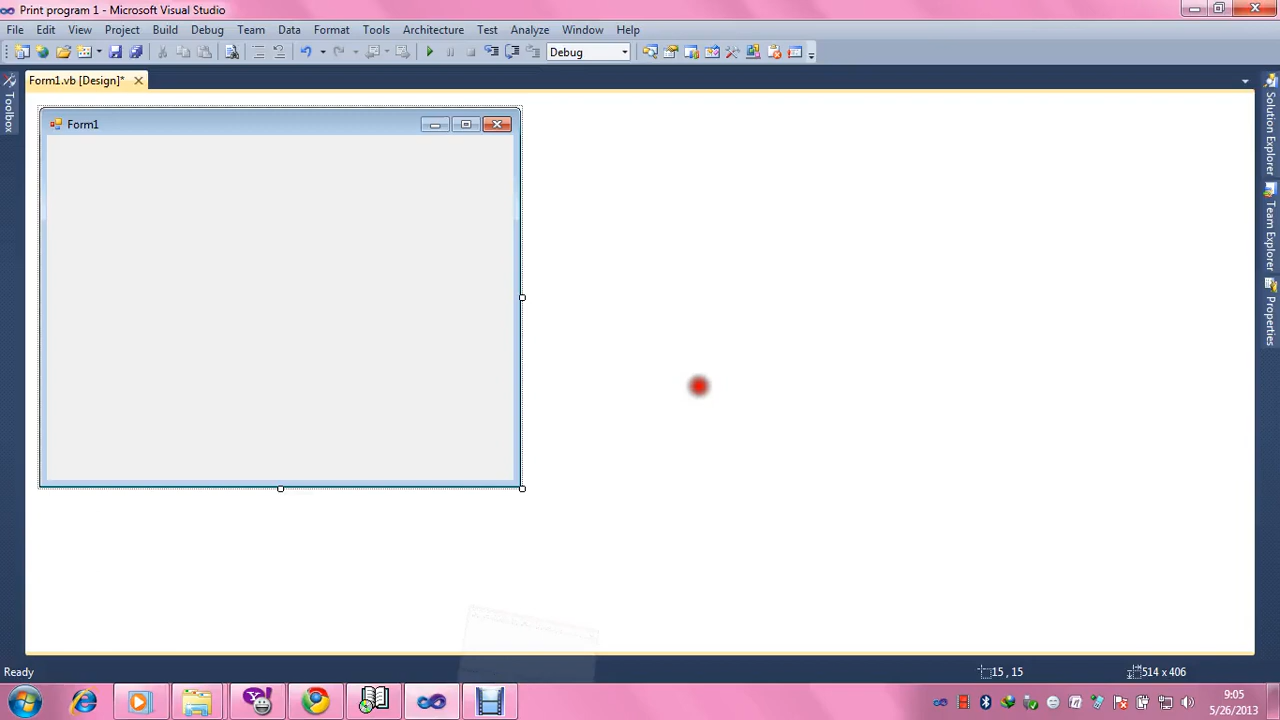 Print program 1 - Microsoft Visual Studio
File Edit View Project Build Debug Team Data Format Tools Architecture Test Analyze Window Help
Debug
Form1.vb [Design]*
Toolbox
Form1
Solution Explorer
Team Explorer
Properties
Ready
15 , 15
514 x 406
9:05
5/26/2013